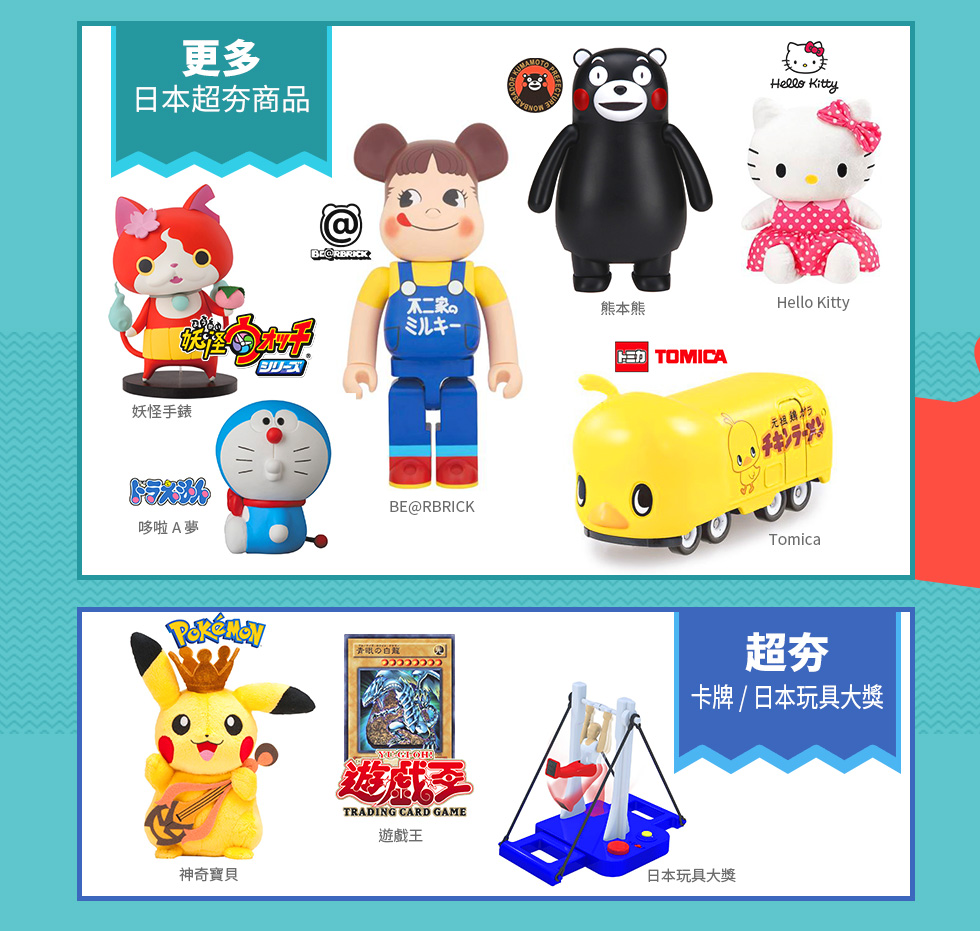 更多
日本超夯商品
KUMAMOTO PREFECTURE
Hello Kitty
Hello Kitty
熊本熊
@
BE@RBRICK
不二家の
ミルキー
妖怪ウォッチ
シリーズ
®
妖怪手錶
トミカ TOMICA
元祖鶏ガラ
チキンラーメン
ドラえもん
哆啦A夢
BE@RBRICK
Tomica
POKéMON
超夯
卡牌 / 日本玩具大獎
青眼の白龍
YU-GI-OH!
遊戯王
TRADING CARD GAME
遊戲王
神奇寶貝
日本玩具大獎